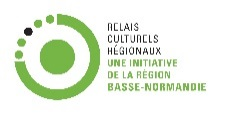 RELAIS
CULTURELS
RÉGIONAUX
UNE INITIATIVE
DE LA RÉGION
BASSE-NORMANDIE